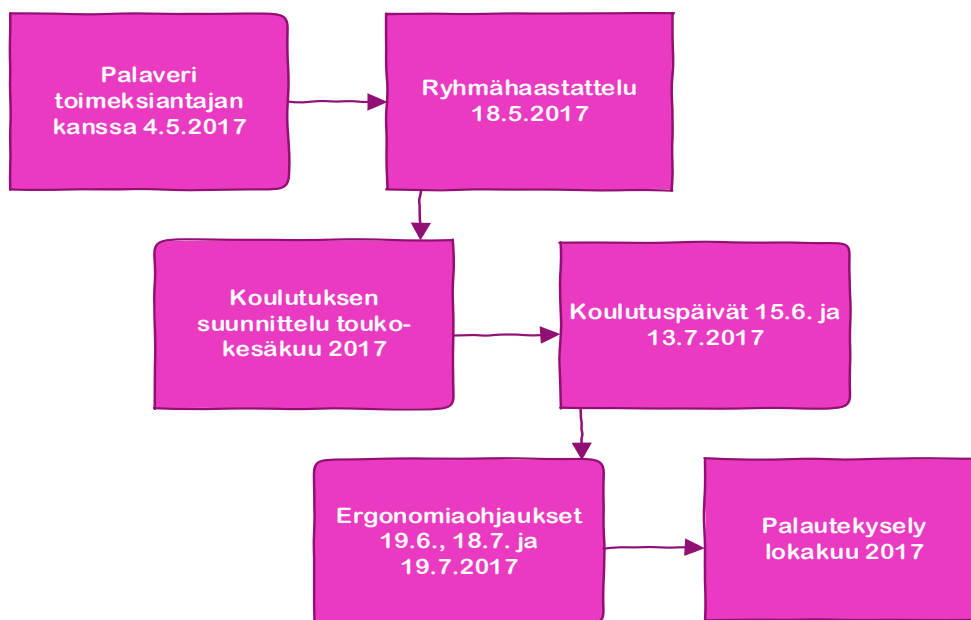 Palaveri
toimeksiantajan
kanssa 4.5.2017
Ryhmähaastattelu
18.5.2017
Koulutuksen
suunnittelu touko-
kesäkuu 2017
Koulutuspäivät 15.6. ja
13.7.2017
Ergonomiaohjaukset
19.6., 18.7. ja
19.7.2017
Palautekysely
lokakuu 2017